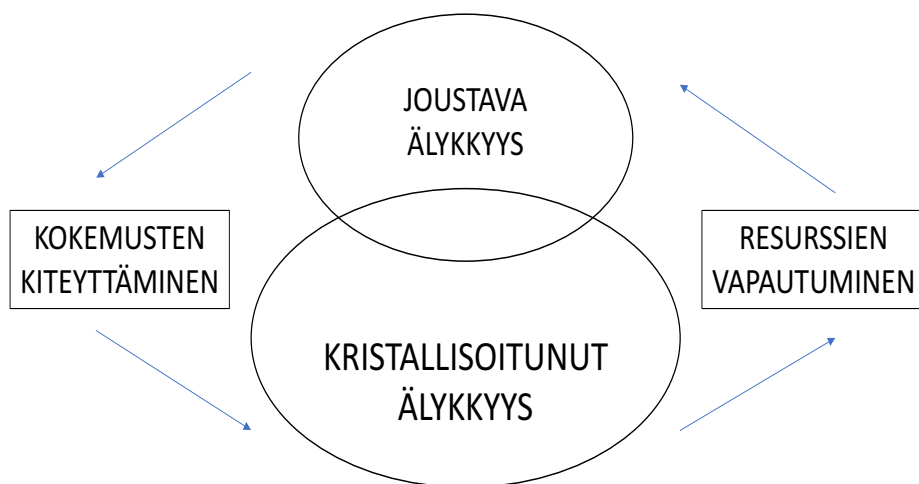 JOUSTAVA
ÄLYKKYYS
KOKEMUSTEN
KITEYTTÄMINEN
RESURSSIEN
VAPAUTUMINEN
KRISTALLISOITUNUT
ÄLYKKYYS